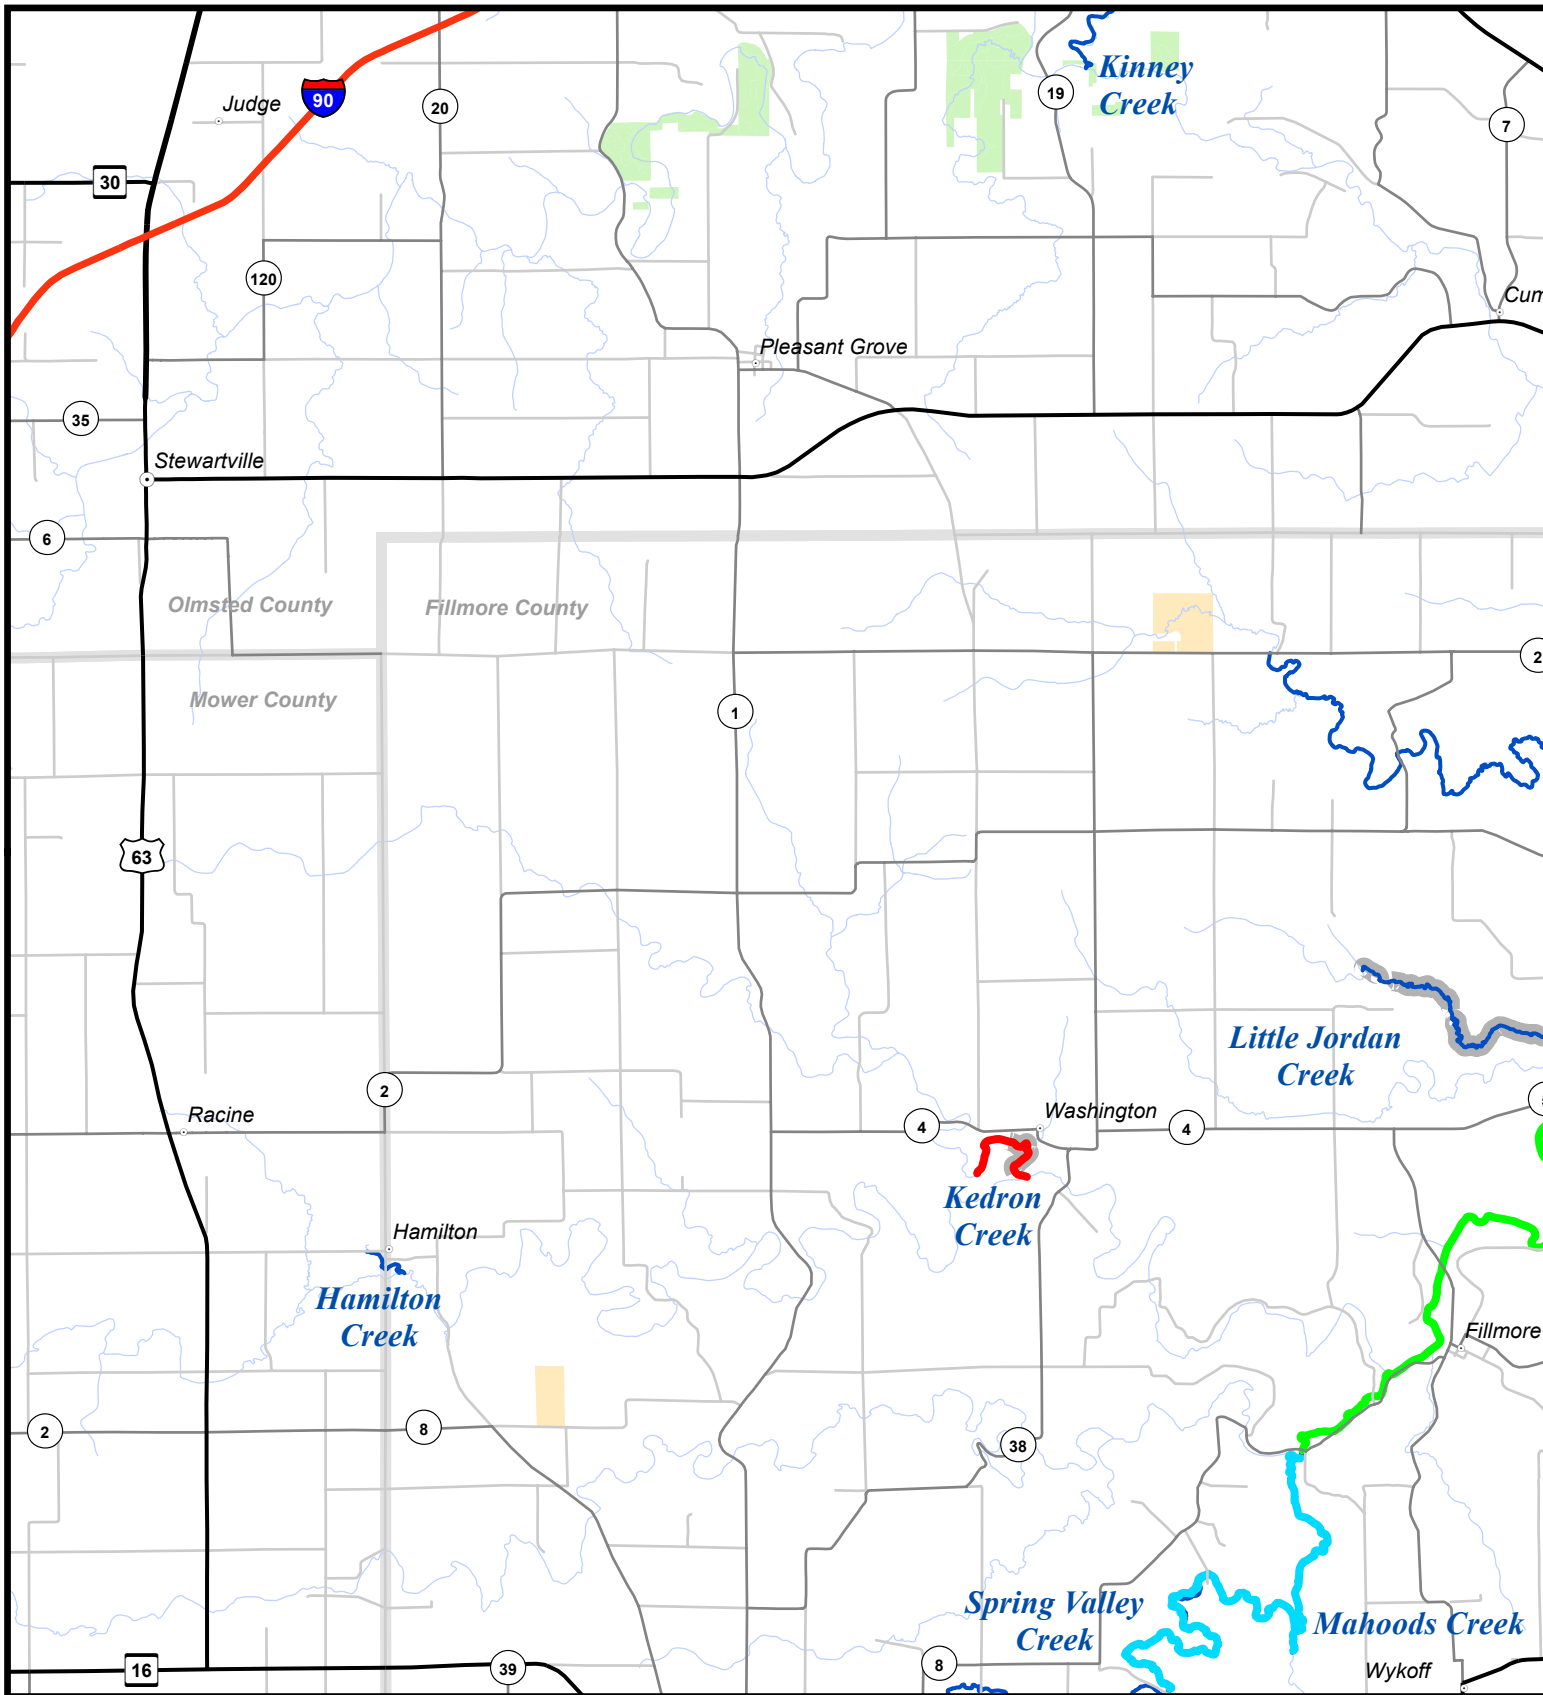 Kinney
Creek
Judge
90
20
19
7
30
120
Cum
Pleasant Grove
35
Stewartville
6
Olmsted County
Fillmore County
2
Mower County
1
63
Little Jordan
Creek
2
Racine
Washington
4
4
Kedron
Creek
Hamilton
Hamilton
Creek
Fillmore
2
8
38
Spring Valley
Creek
Mahoods Creek
16
39
8
Wykoff